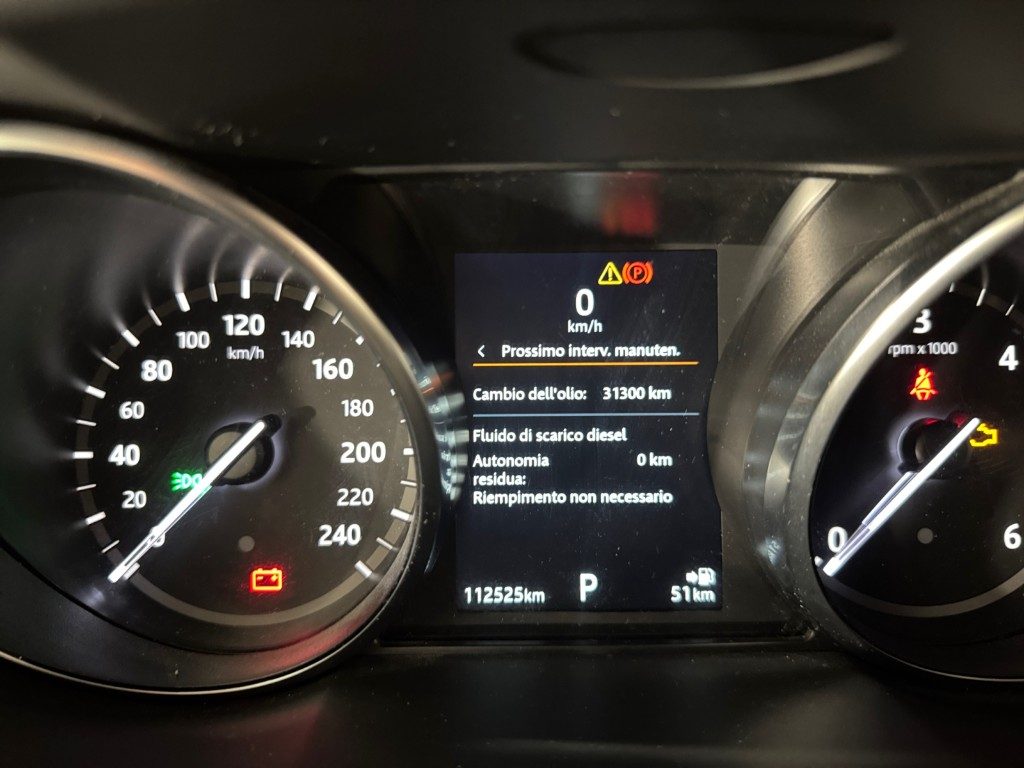 0
km/h
Prossimo interv. manuten.
Cambio dell'olio: 31300 km
Fluido di scarico diesel
Autonomia 0 km
residua:
Riempimento non necessario
112525km P 51km
20
40
60
80
100
120
140
160
180
200
220
240
km/h
0
3
4
6
rpm x1000
P